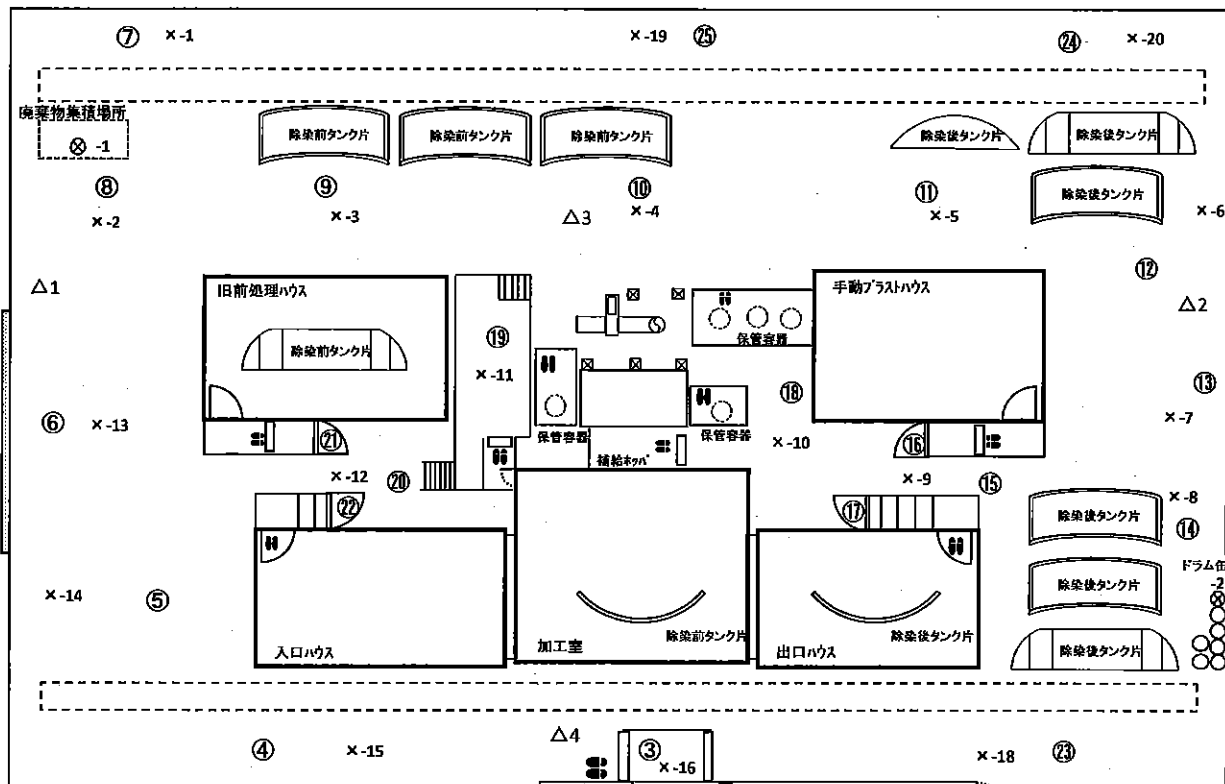 ⑦ ×-1 ×-19 ㉕ ㉔ ×-20
廃棄物集積場所
⊗ -1
除染前タンク片 除染前タンク片 除染前タンク片 除染後タンク片 除染後タンク片
⑧ ⑨ ⑩ ⑪ 除染後タンク片
×-2 ×-3 △3 ×-4 ×-5 ×-6
⑫
△1 旧前処理ハウス 手動ブラストハウス △2
⑲ 保管容器
除染前タンク片
×-11 ⑱ ⑬
⑥ ×-13 ×-7
保管容器 保管容器
㉑ ×-10 ⑯
補給ホッパ
×-12 ⑳ ×-9 ⑮
㉒ ⑰ 除染後タンク片 ×-8
⑭
ドラム缶
×-14 ⑤ 除染後タンク片 -2
⊗
除染前タンク片 除染後タンク片
入口ハウス 加工室 出口ハウス 除染後タンク片
④ ×-15 △4 ③ ×-16 ×-18 ㉓